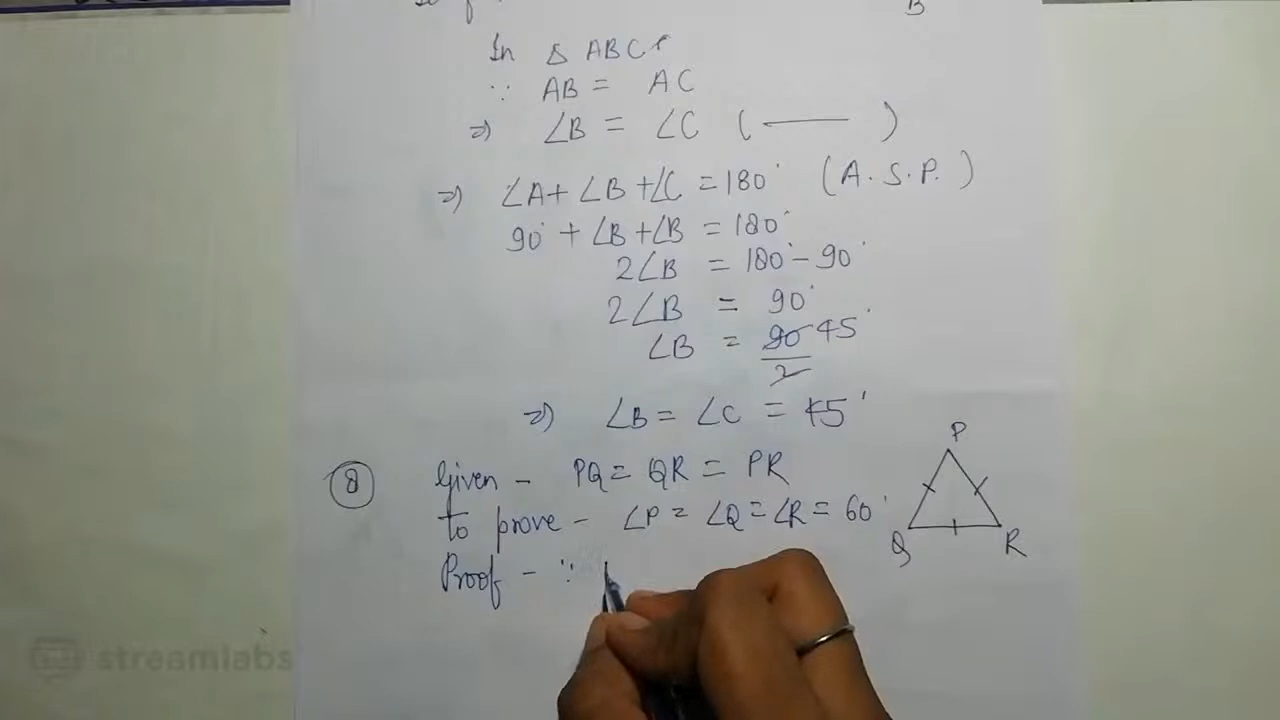 B
In Δ ABC,
∵ AB = AC
⇒ ∠B = ∠C ( —— )
⇒ ∠A + ∠B + ∠C = 180° (A.S.P.)
90° + ∠B + ∠B = 180°
2∠B = 180° - 90°
2∠B = 90°
∠B = 90/2 45°
⇒ ∠B = ∠C = 45°
8 Given - PQ = QR = PR
to prove - ∠P = ∠Q = ∠R = 60°
Proof - ∵
P
Q R
streamlabs